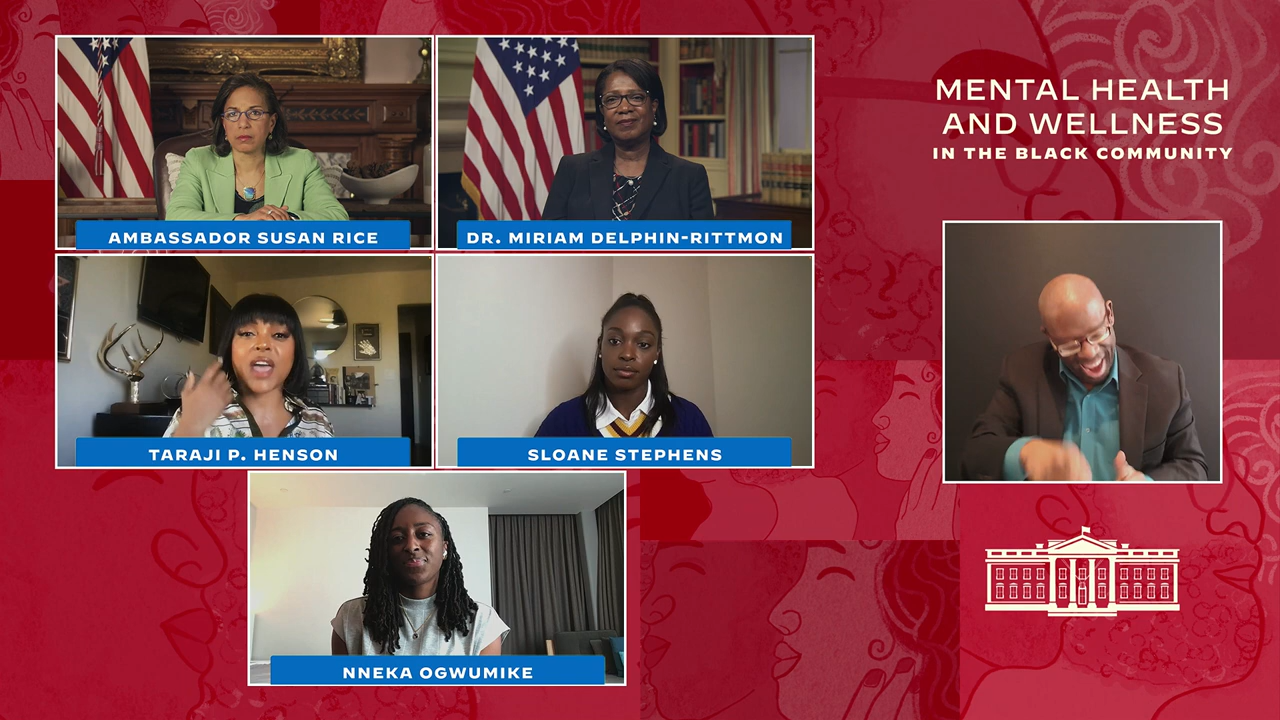 MENTAL HEALTH
AND WELLNESS
IN THE BLACK COMMUNITY
AMBASSADOR SUSAN RICE
DR. MIRIAM DELPHIN-RITTMON
TARAJI P. HENSON
SLOANE STEPHENS
NNEKA OGWUMIKE